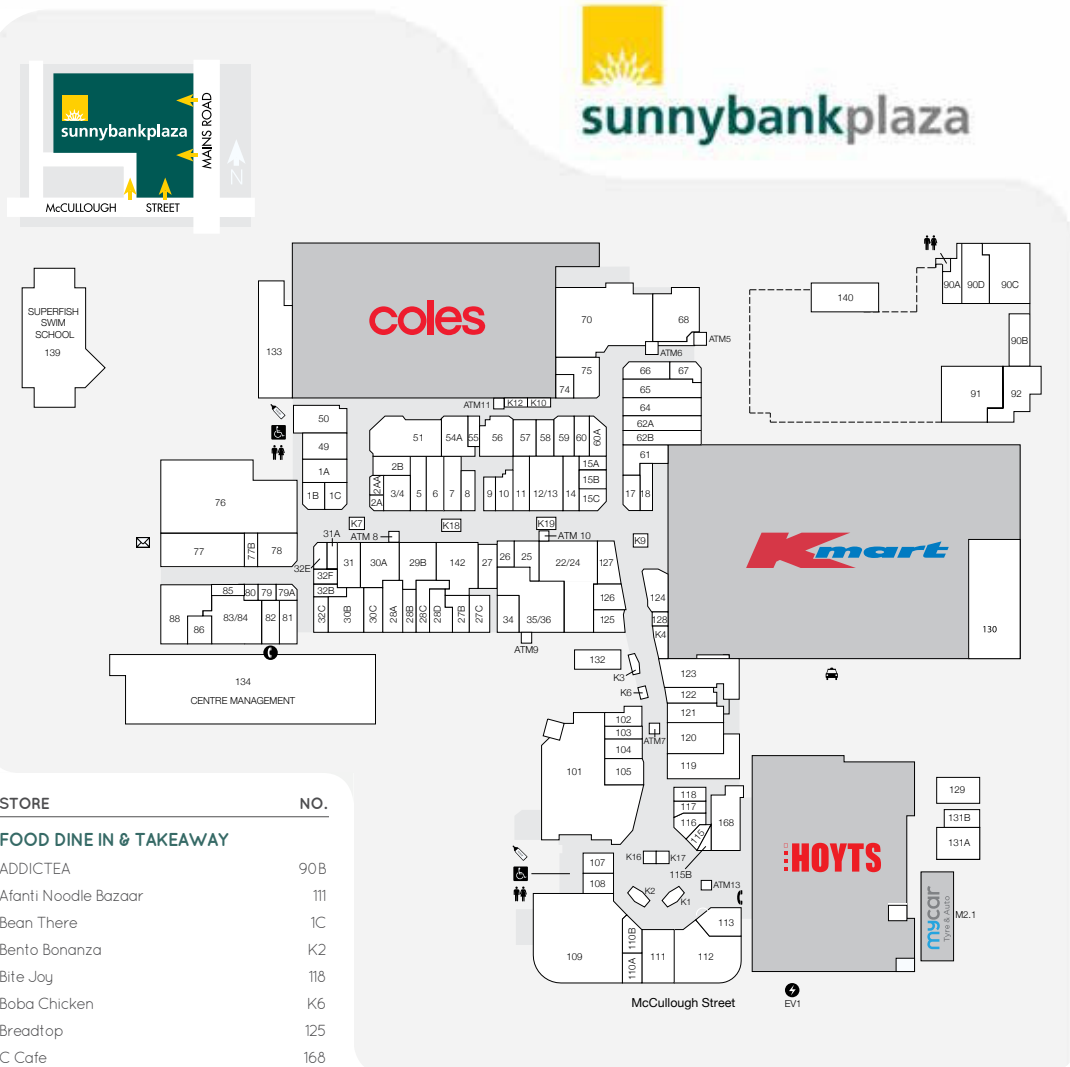 sunnybankplaza
sunnybankplaza
MAINS ROAD
N
McCULLOUGH STREET
SUPERFISH
SWIM
SCHOOL
139
133
coles
70
68
ATM5
ATM6
75
74
66
67
65
64
62A
62B
61
17
18
140
90A
90D
90C
90B
91
92
ATM11
K12
K10
50
49
1A
1B
1C
51
54A
55
56
57
58
59
60
60A
2B
2AA
2A
3/4
5
6
7
8
9
10
11
12/13
14
15A
15B
15C
76
77
77B
78
K7
K18
K19
K9
31A
ATM 8
ATM 10
32E
32F
32B
32C
31
30A
29B
142
27
26
25
22/24
127
30B
30C
28A
28B
28C
28D
27B
27C
34
35/36
126
125
ATM9
85
80
79
79A
88
86
83/84
82
81
134
CENTRE MANAGEMENT
Kmart
130
124
128
K4
132
K3
K6
123
122
121
120
119
ATM7
102
103
104
105
101
118
117
116
115
168
115B
K16
K17
107
108
K2
K1
ATM13
113
109
110B
110A
111
112
McCullough Street
HOYTS
129
131B
131A
mycar
Tyre & Auto
M2.1
EV1
STORE NO.
FOOD DINE IN & TAKEAWAY
ADDICTEA 90B
Afanti Noodle Bazaar 111
Bean There 1C
Bento Bonanza K2
Bite Joy 118
Boba Chicken K6
Breadtop 125
C Cafe 168